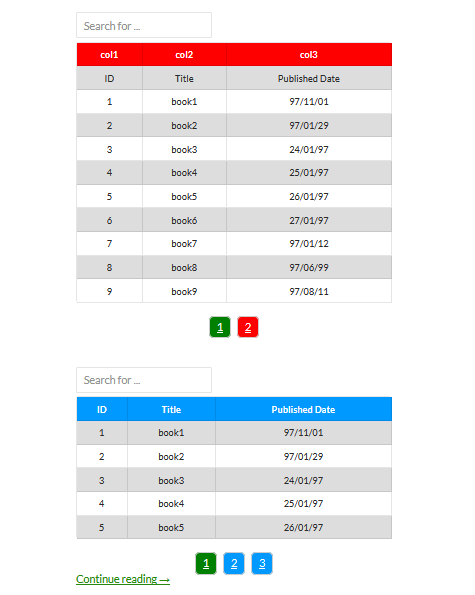 Search for ...
col1 col2 col3
ID Title Published Date
1 book1 97/11/01
2 book2 97/01/29
3 book3 24/01/97
4 book4 25/01/97
5 book5 26/01/97
6 book6 27/01/97
7 book7 97/01/12
8 book8 97/06/99
9 book9 97/08/11
1 2
Search for ...
ID Title Published Date
1 book1 97/11/01
2 book2 97/01/29
3 book3 24/01/97
4 book4 25/01/97
5 book5 26/01/97
1 2 3
Continue reading →